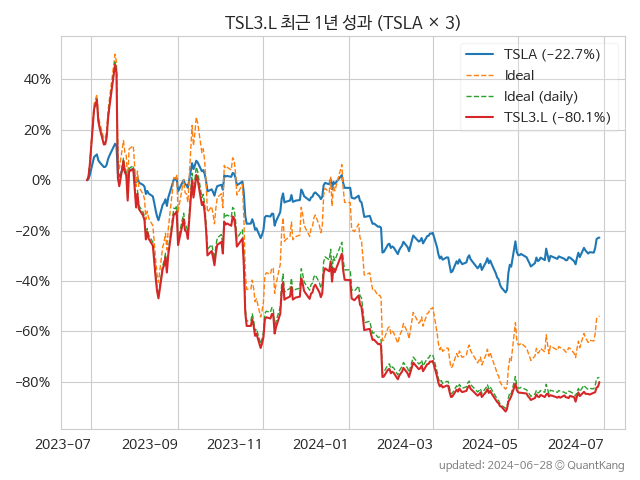 TSL3.L 최근 1년 성과 (TSLA × 3)
TSLA (−22.7%)
Ideal
Ideal (daily)
TSL3.L (−80.1%)
40%
20%
0%
−20%
−40%
−60%
−80%
2023-07
2023-09
2023-11
2024-01
2024-03
2024-05
2024-07
updated: 2024-06-28 © QuantKang